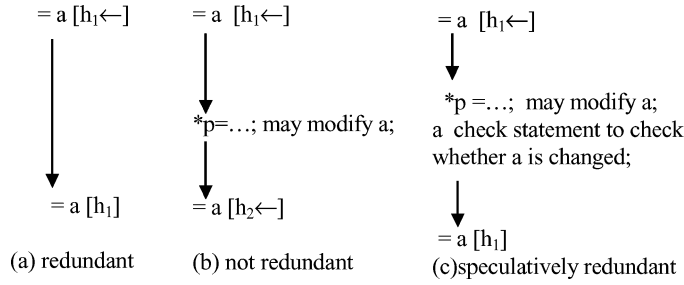 = a [h₁←]
= a [h₁]
(a) redundant
= a [h₁←]
*p=...; may modify a;
= a [h₂←]
(b) not redundant
= a [h₁←]
*p =...; may modify a;
a check statement to check
whether a is changed;
= a [h₁]
(c)speculatively redundant